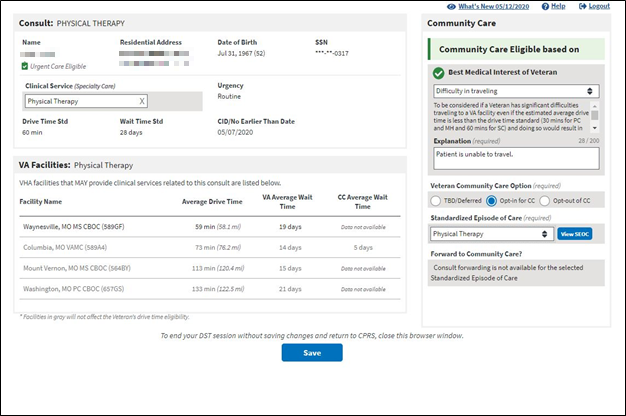 What's New 05/12/2020 Help Logout
Consult: PHYSICAL THERAPY
Name Residential Address Date of Birth SSN
Jul 31, 1967 (52) ***-**-0317
Urgent Care Eligible
Clinical Service (Specialty Care) Urgency
Physical Therapy X Routine
Drive Time Std Wait Time Std CID/No Earlier Than Date
60 min 28 days 05/07/2020
VA Facilities: Physical Therapy
VHA facilities that MAY provide clinical services related to this consult are listed below.
Facility Name Average Drive Time VA Average Wait Time CC Average Wait Time
Waynesville, MO MS CBOC (589GF) 59 min (58.1 mi) 19 days Data not available
Columbia, MO VAMC (589A4) 73 min (76.2 mi) 14 days 5 days
Mount Vernon, MO MS CBOC (564BY) 113 min (120.4 mi) 15 days Data not available
Washington, MO PC CBOC (657GS) 133 min (122.5 mi) 21 days Data not available
* Facilities in gray will not affect the Veteran's drive time eligibility.
Community Care
Community Care Eligible based on
Best Medical Interest of Veteran
Difficulty in traveling
To be considered if a Veteran has significant difficulties
traveling to a VA facility even if the estimated average drive
time is less than the drive time standard (30 mins for PC
and MH and 60 mins for SC) and doing so would result in
Explanation (required) 28 / 200
Patient is unable to travel.
Veteran Community Care Option (required)
TBD/Deferred Opt-in for CC Opt-out of CC
Standardized Episode of Care (required)
Physical Therapy View SEOC
Forward to Community Care?
Consult forwarding is not available for the selected
Standardized Episode of Care
To end your DST session without saving changes and return to CPRS, close this browser window.
Save